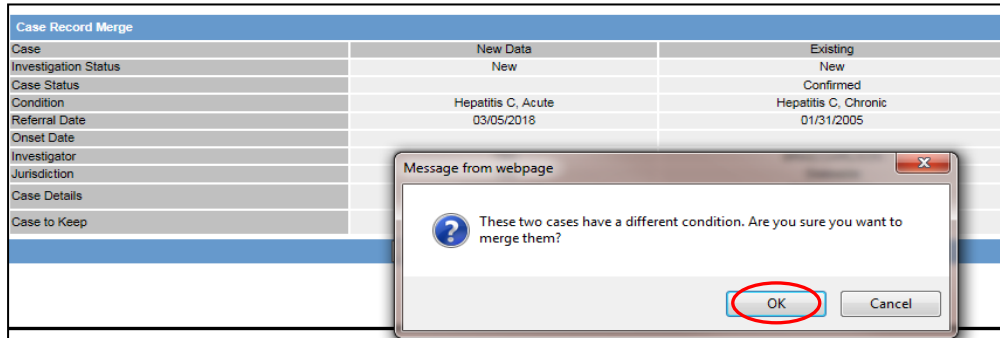 Case Record Merge
Case New Data Existing
Investigation Status New New
Case Status Confirmed
Condition Hepatitis C, Acute Hepatitis C, Chronic
Referral Date 03/05/2018 01/31/2005
Onset Date
Investigator
Jurisdiction
Case Details
Case to Keep
Message from webpage
These two cases have a different condition. Are you sure you want to
merge them?
OK Cancel